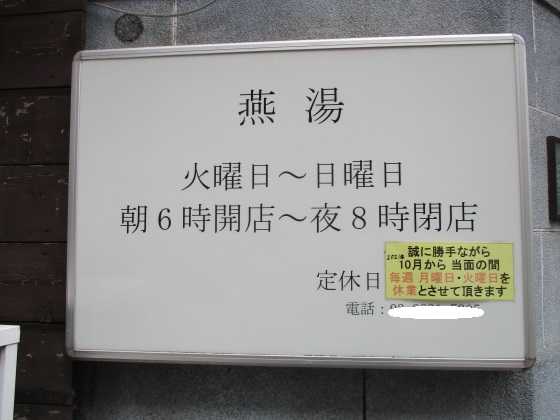 燕湯
火曜日～日曜日
朝6時開店～夜8時閉店
定休日
誠に勝手ながら
10月から 当面の間
毎週 月曜日・火曜日を
休業とさせて頂きます
電話：